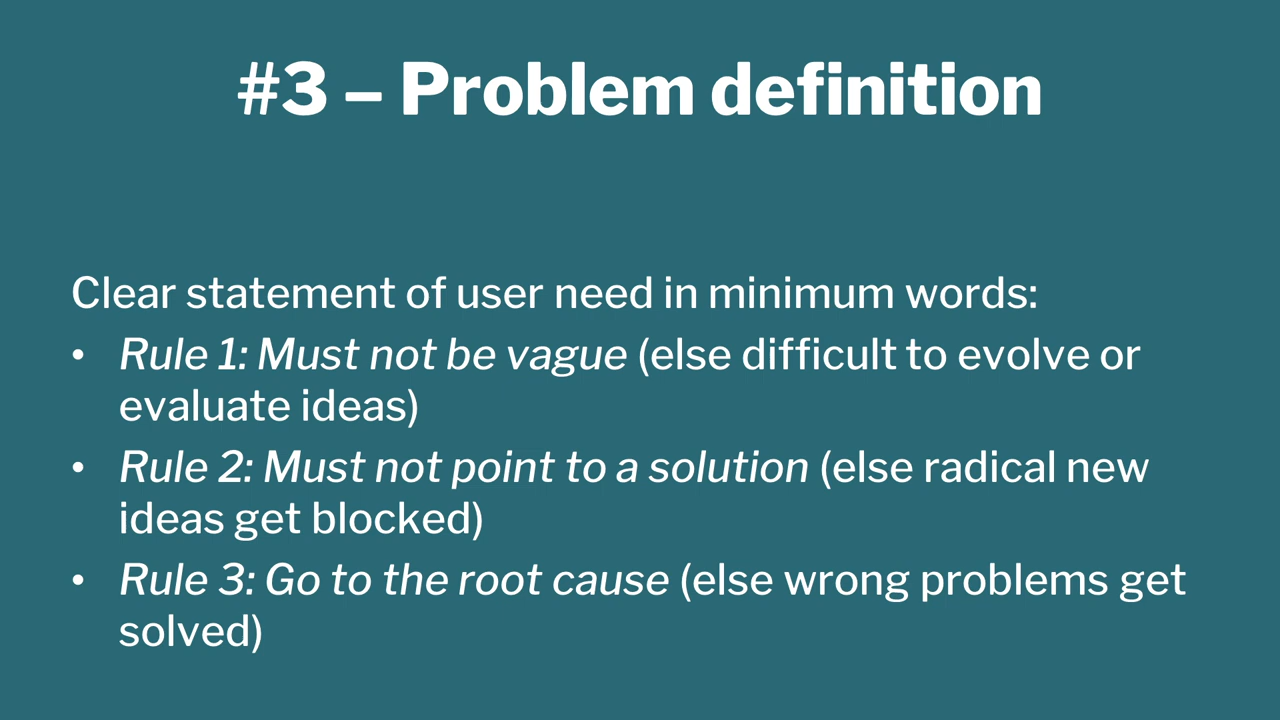 #3 – Problem definition
Clear statement of user need in minimum words:
• Rule 1: Must not be vague (else difficult to evolve or
evaluate ideas)
• Rule 2: Must not point to a solution (else radical new
ideas get blocked)
• Rule 3: Go to the root cause (else wrong problems get
solved)